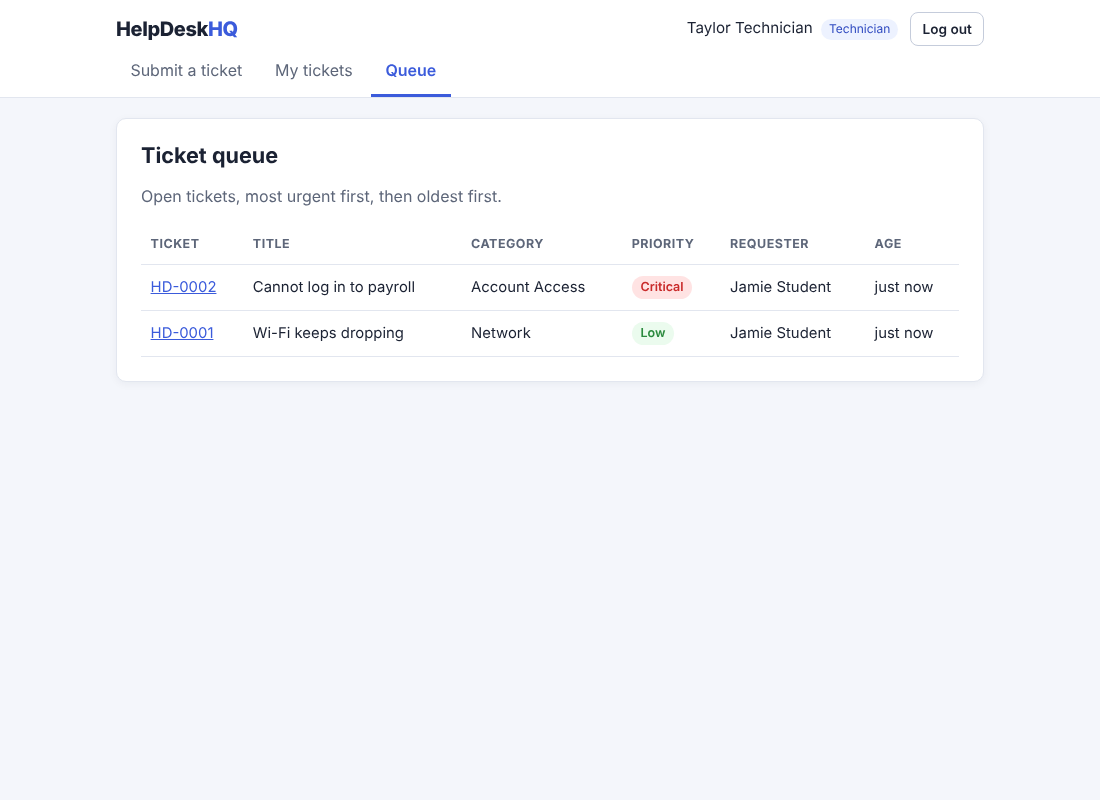 HelpDeskHQ
Taylor Technician Technician Log out
Submit a ticket My tickets Queue
Ticket queue
Open tickets, most urgent first, then oldest first.
TICKET TITLE CATEGORY PRIORITY REQUESTER AGE
HD-0002 Cannot log in to payroll Account Access Critical Jamie Student just now
HD-0001 Wi-Fi keeps dropping Network Low Jamie Student just now